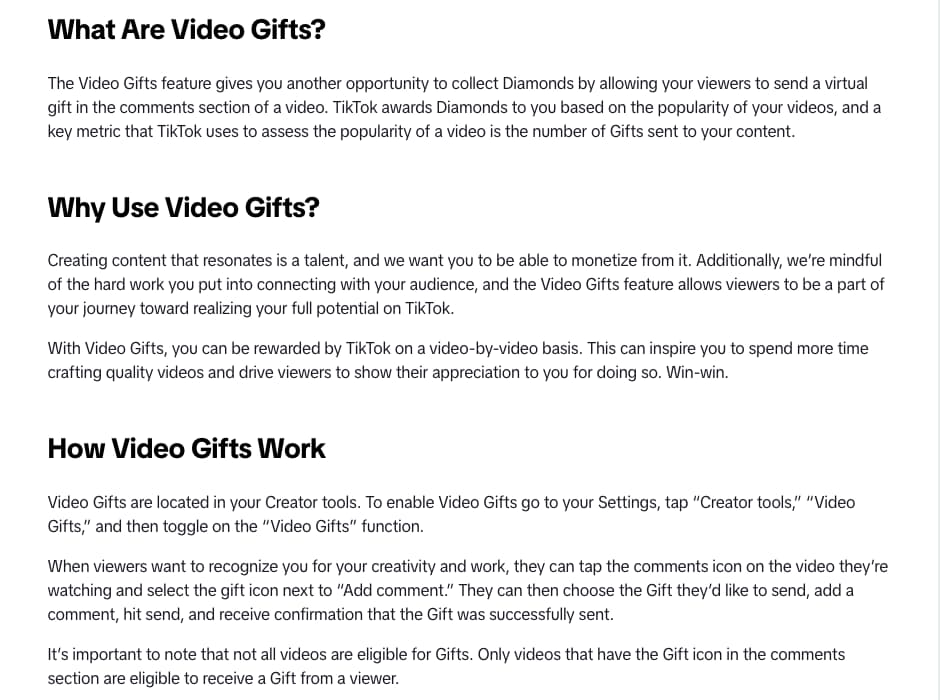 What Are Video Gifts?
The Video Gifts feature gives you another opportunity to collect Diamonds by allowing your viewers to send a virtual
gift in the comments section of a video. TikTok awards Diamonds to you based on the popularity of your videos, and a
key metric that TikTok uses to assess the popularity of a video is the number of Gifts sent to your content.
Why Use Video Gifts?
Creating content that resonates is a talent, and we want you to be able to monetize from it. Additionally, we’re mindful
of the hard work you put into connecting with your audience, and the Video Gifts feature allows viewers to be a part of
your journey toward realizing your full potential on TikTok.
With Video Gifts, you can be rewarded by TikTok on a video-by-video basis. This can inspire you to spend more time
crafting quality videos and drive viewers to show their appreciation to you for doing so. Win-win.
How Video Gifts Work
Video Gifts are located in your Creator tools. To enable Video Gifts go to your Settings, tap “Creator tools,” “Video
Gifts,” and then toggle on the “Video Gifts” function.
When viewers want to recognize you for your creativity and work, they can tap the comments icon on the video they’re
watching and select the gift icon next to “Add comment.” They can then choose the Gift they’d like to send, add a
comment, hit send, and receive confirmation that the Gift was successfully sent.
It’s important to note that not all videos are eligible for Gifts. Only videos that have the Gift icon in the comments
section are eligible to receive a Gift from a viewer.